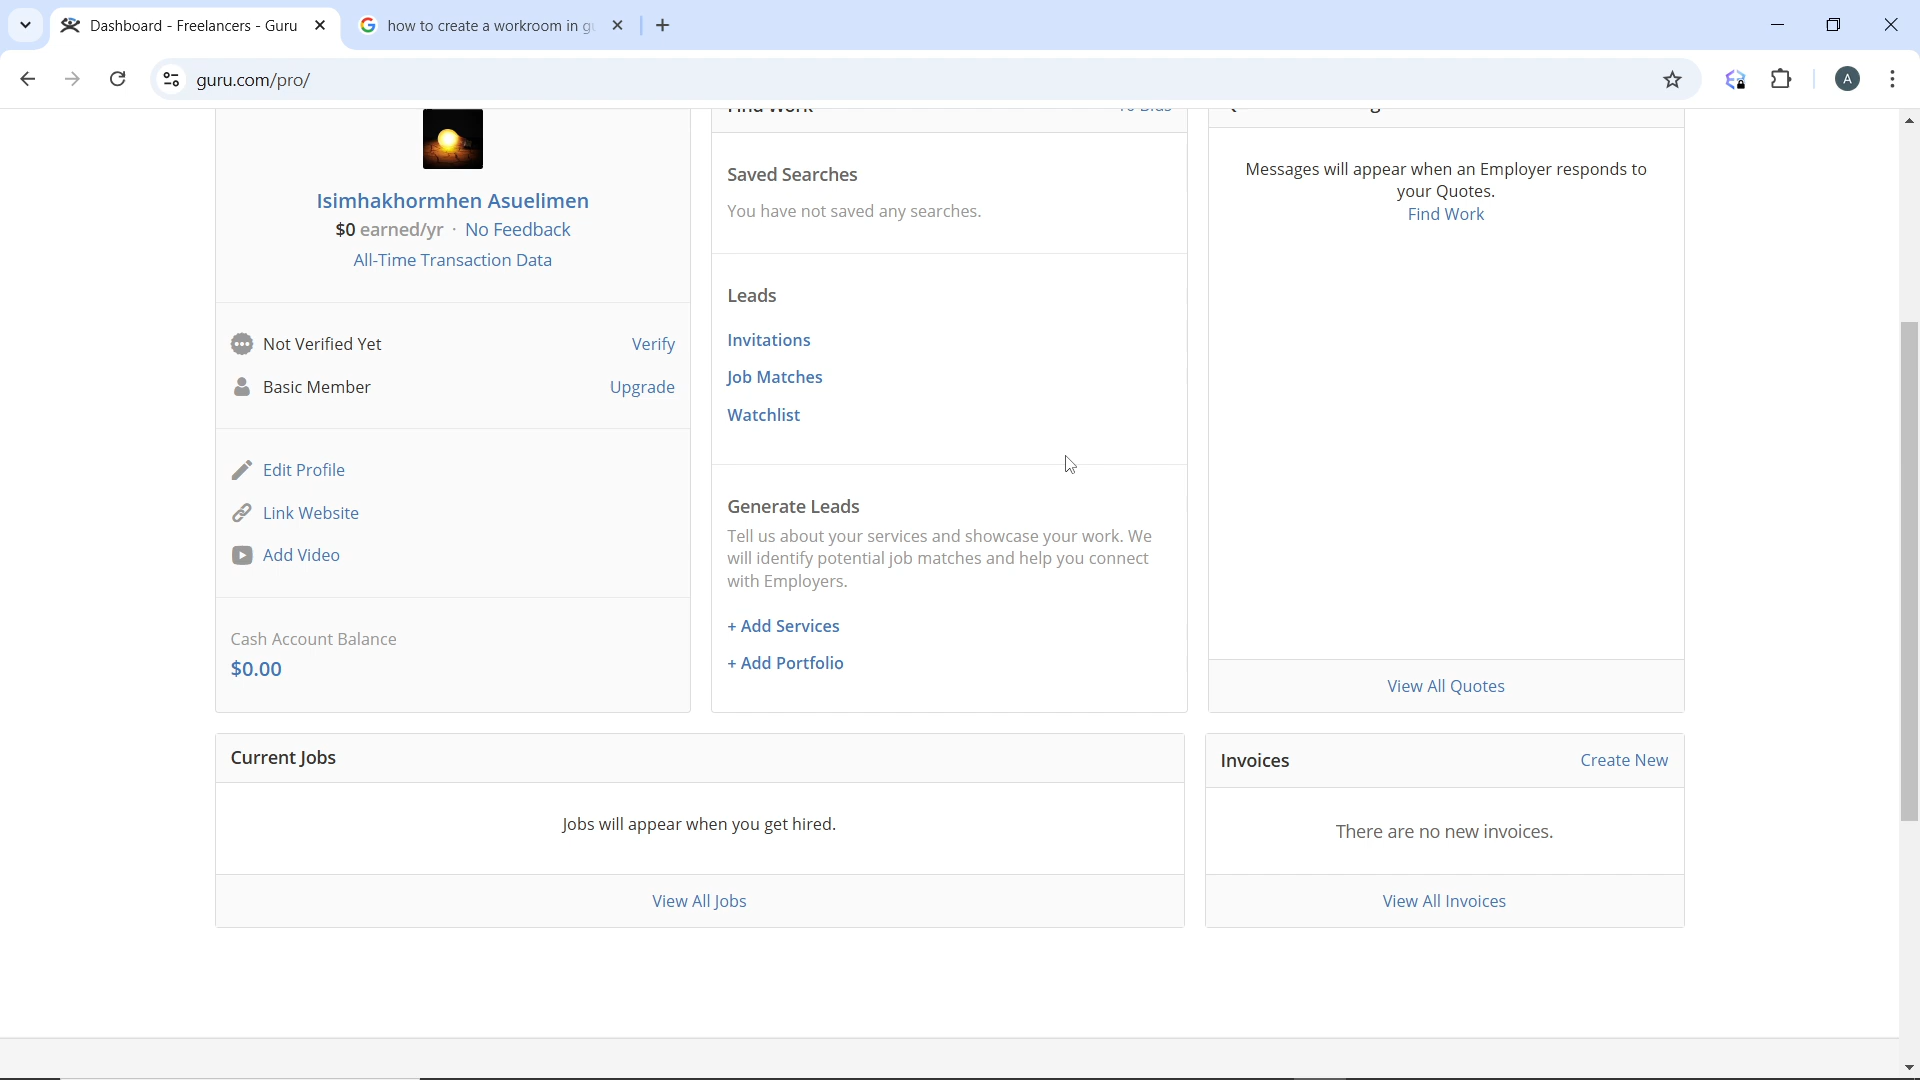 Dashboard - Freelancers - Guru
how to create a workroom in gu
guru.com/pro/
A
Find Work
10 Bids
Isimhakhormhen Asuelimen
$0 earned/yr · No Feedback
All-Time Transaction Data
Not Verified Yet
Verify
Basic Member
Upgrade
Edit Profile
Link Website
Add Video
Cash Account Balance
$0.00
Saved Searches
You have not saved any searches.
Leads
Invitations
Job Matches
Watchlist
Generate Leads
Tell us about your services and showcase your work. We
will identify potential job matches and help you connect
with Employers.
+ Add Services
+ Add Portfolio
Messages will appear when an Employer responds to
your Quotes.
Find Work
View All Quotes
Current Jobs
Jobs will appear when you get hired.
View All Jobs
Invoices
Create New
There are no new invoices.
View All Invoices